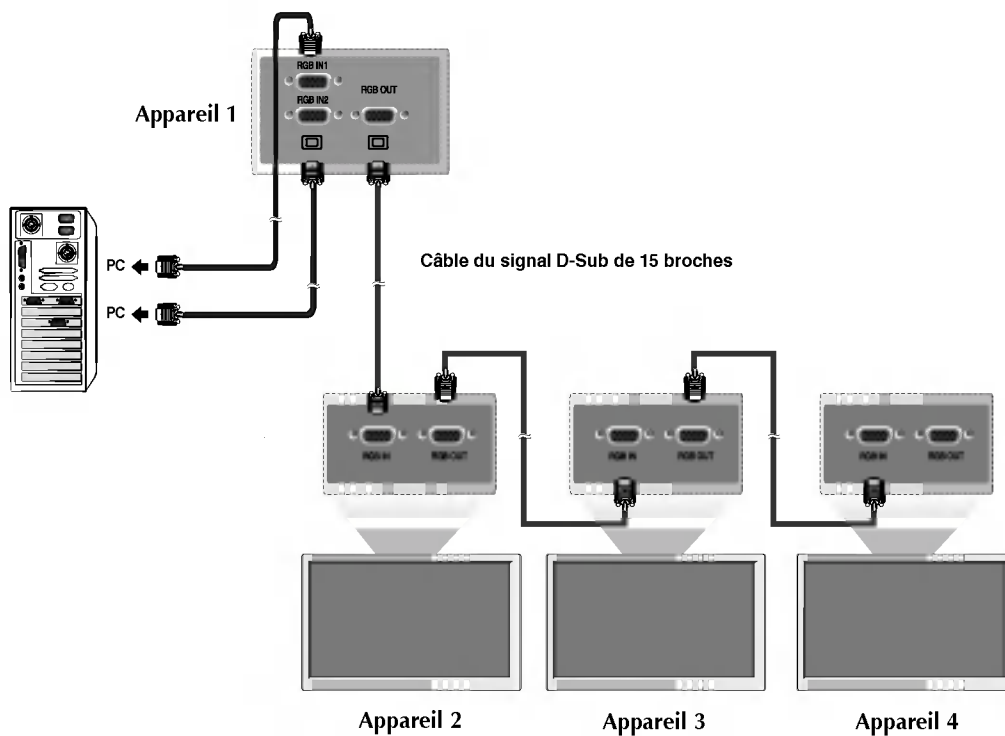 RGB IN1
RGB IN2
RGB OUT
Appareil 1
PC
PC
Câble du signal D-Sub de 15 broches
RGB IN
RGB OUT
RGB IN
RGB OUT
RGB IN
RGB OUT
Appareil 2
Appareil 3
Appareil 4